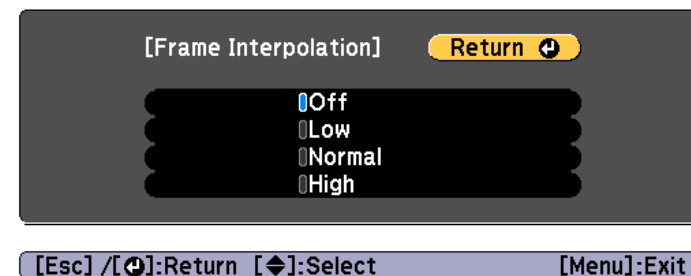 [Frame Interpolation] Return
Off
Low
Normal
High
[Esc] /[⏎]:Return [◆]:Select [Menu]:Exit